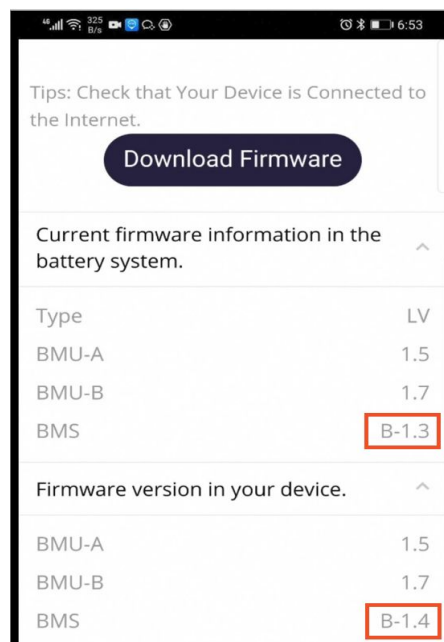 46 325 B/s 6:53
Tips: Check that Your Device is Connected to
the Internet.
Download Firmware
Current firmware information in the
battery system.
Type LV
BMU-A 1.5
BMU-B 1.7
BMS B-1.3
Firmware version in your device.
BMU-A 1.5
BMU-B 1.7
BMS B-1.4